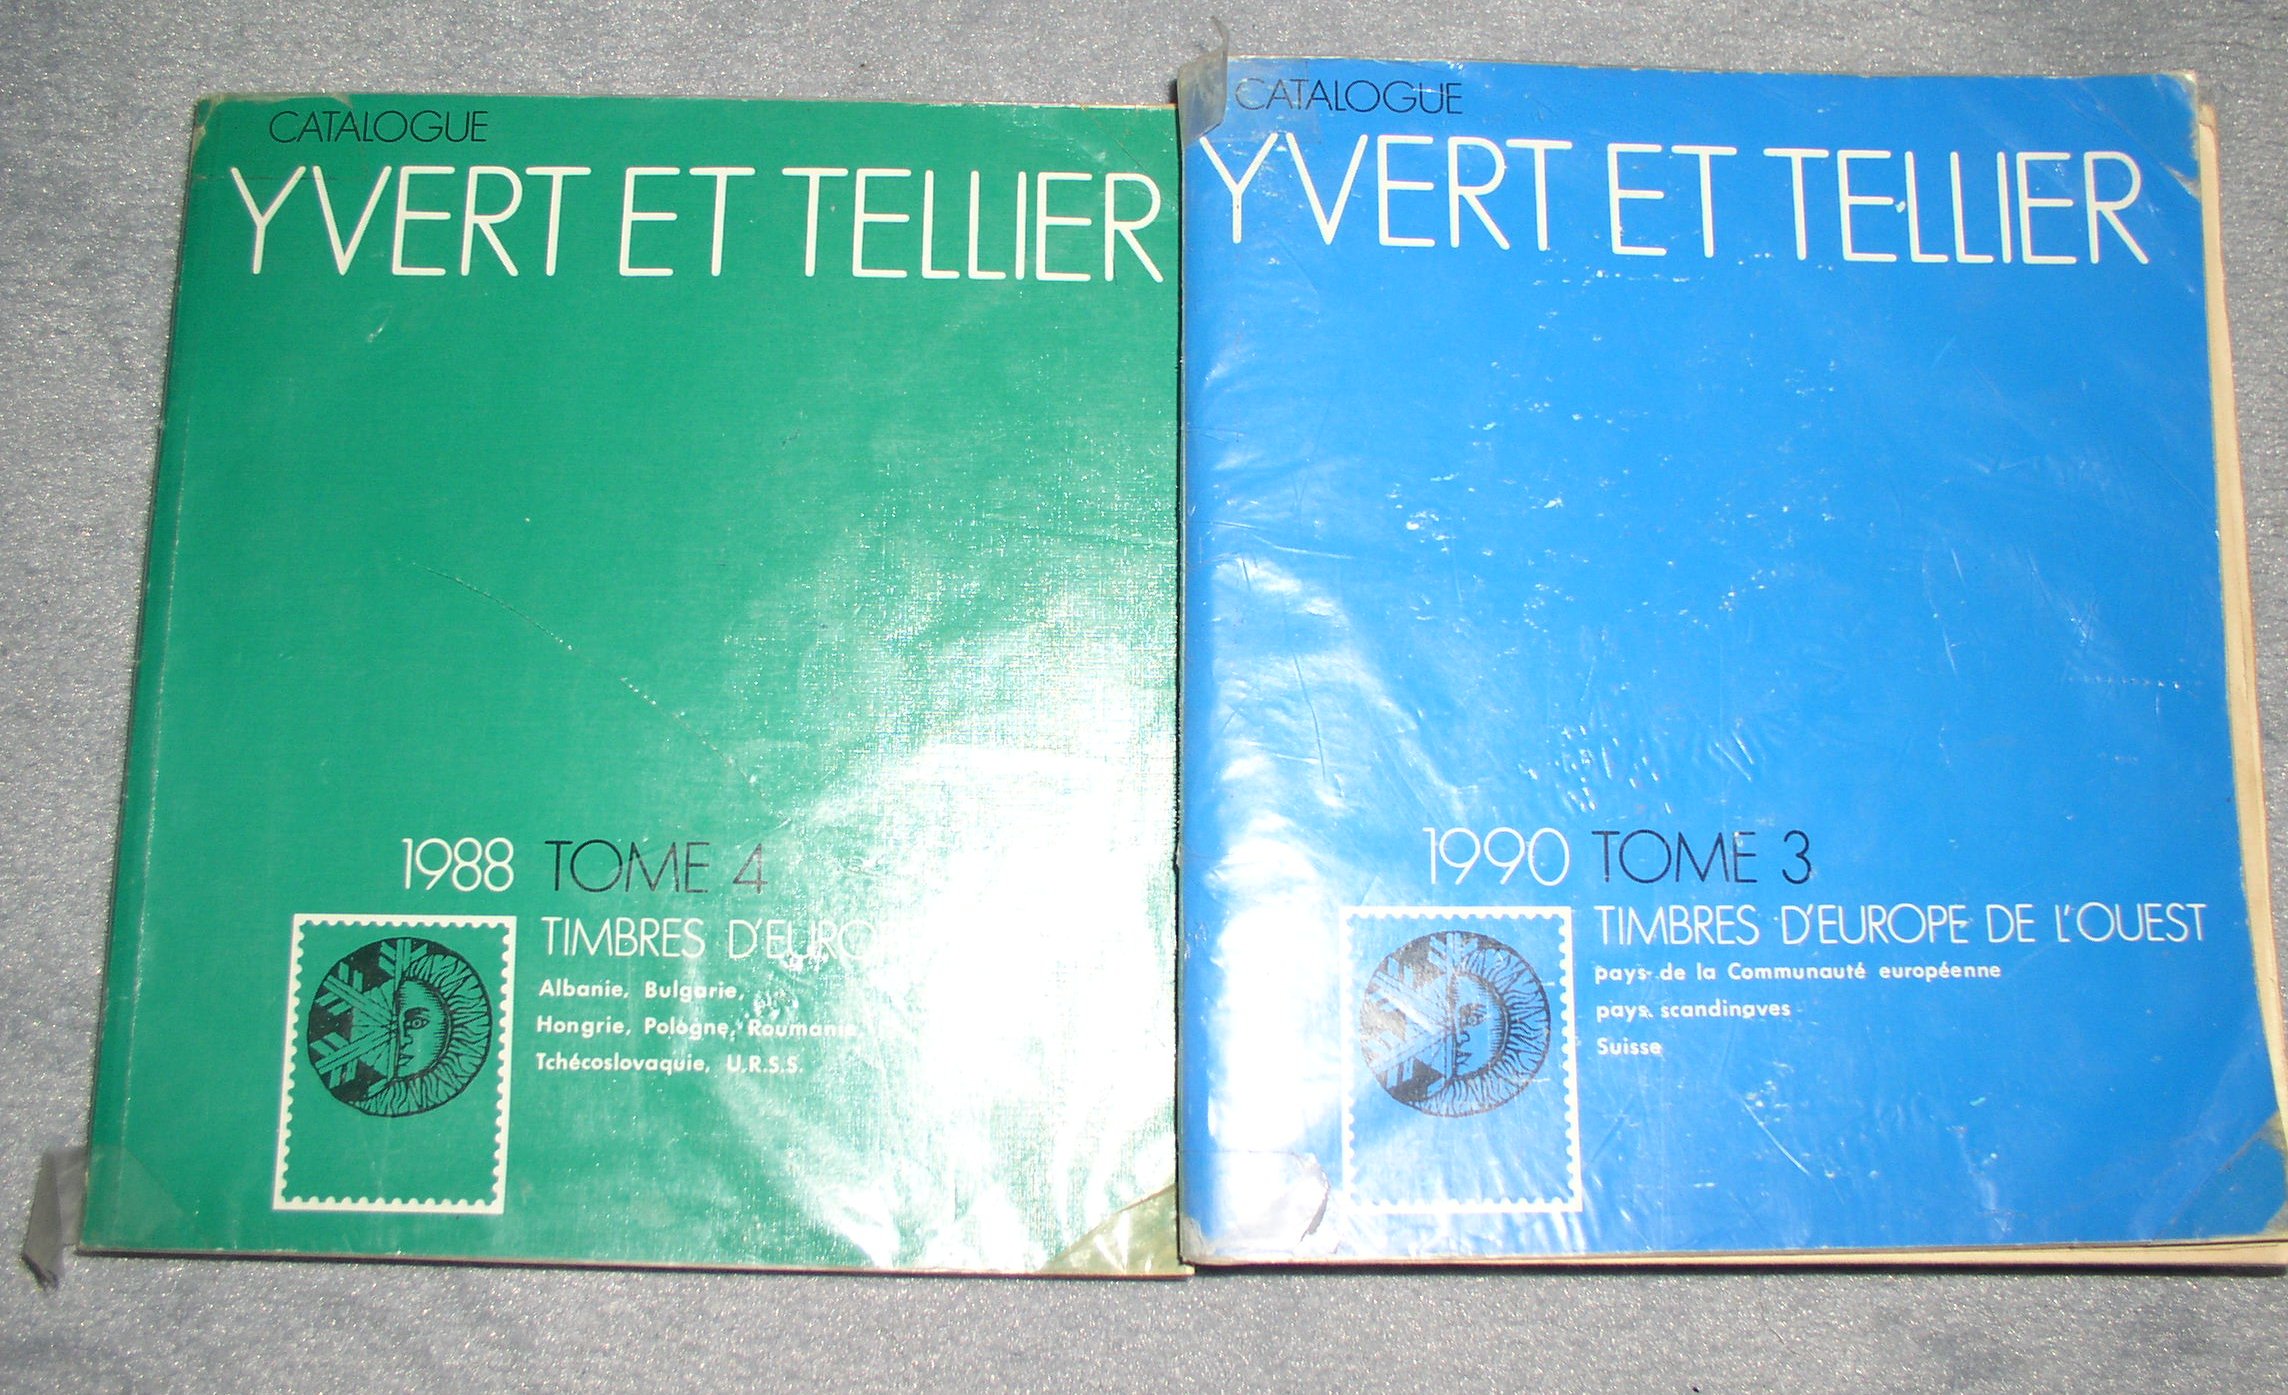 CATALOGUE
YVERT ET TELLIER
1988 TOME 4
TIMBRES
Albanie, Bulgarie,
Hongrie, Pologne, Roumanie
Tchécoslovaquie, U.R.S.S.
CATALOGUE
YVERT ET TELLIER
1990 TOME 3
TIMBRES D'EUROPE DE L'OUEST
pays de la Communauté européenne
pays scandinaves
Suisse